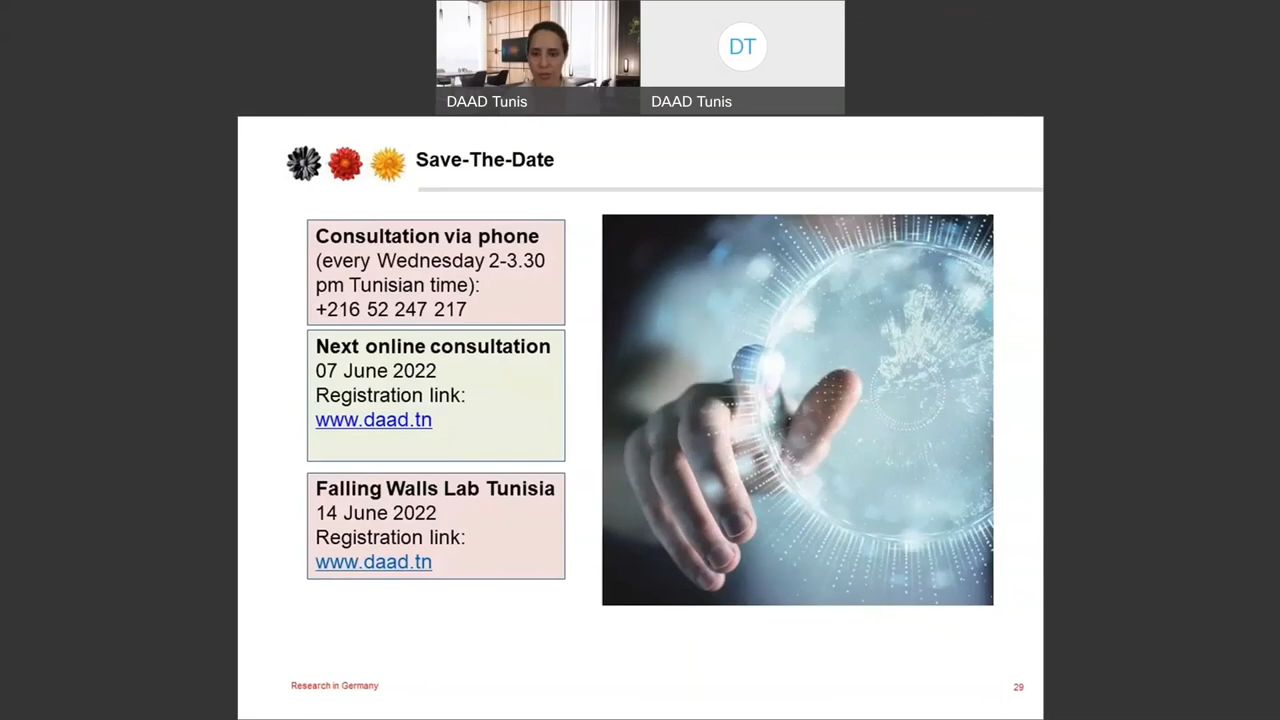 DT
DAAD Tunis
DAAD Tunis
Save-The-Date
Consultation via phone
(every Wednesday 2-3.30
pm Tunisian time):
+216 52 247 217
Next online consultation
07 June 2022
Registration link:
www.daad.tn
Falling Walls Lab Tunisia
14 June 2022
Registration link:
www.daad.tn
Research in Germany
29